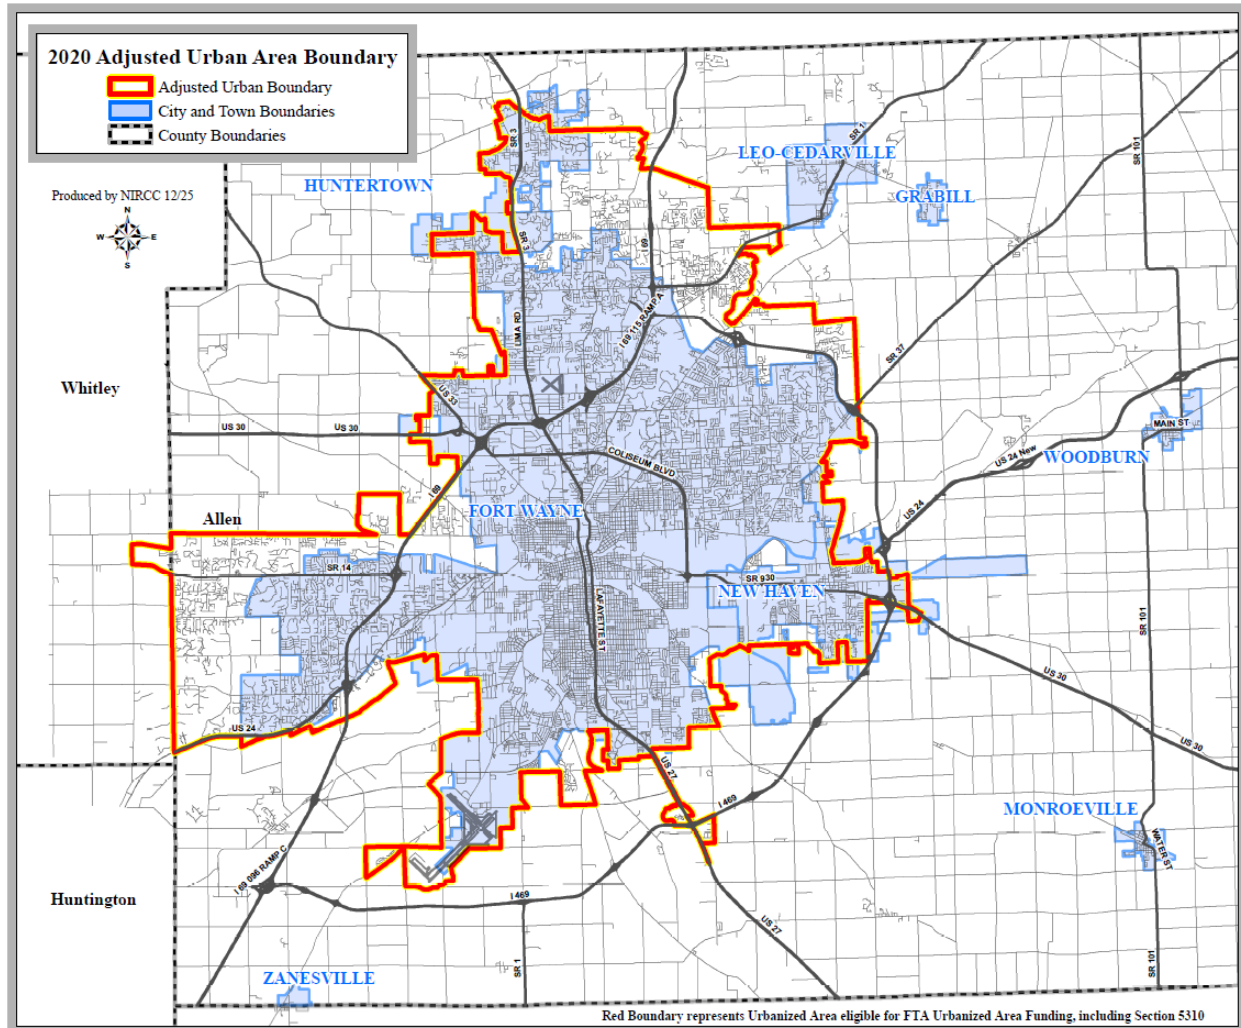 2020 Adjusted Urban Area Boundary
Adjusted Urban Boundary
City and Town Boundaries
County Boundaries
Produced by NIRCC 12/25
N
W
E
S
HUNTERTOWN
SR 3
SR 3
LEO-CEDARVILLE
SR 1
GRABILL
SR 101
I 69
I 69 115 RAMP A
LIMA RD
SR 37
Whitley
US 33
US 30
US 30
COLISEUM BLVD
MAIN ST
WOODBURN
US 24 New
US 24
I 69
Allen
FORT WAYNE
SR 14
SR 930
NEW HAVEN
LAFAYETTE ST
SR 101
US 30
US 24
US 27
US 30
I 469
MONROEVILLE
WATER ST
I 69 096 RAMP C
Huntington
I 469
US 27
SR 1
SR 101
ZANESVILLE
Red Boundary represents Urbanized Area eligible for FTA Urbanized Area Funding, including Section 5310